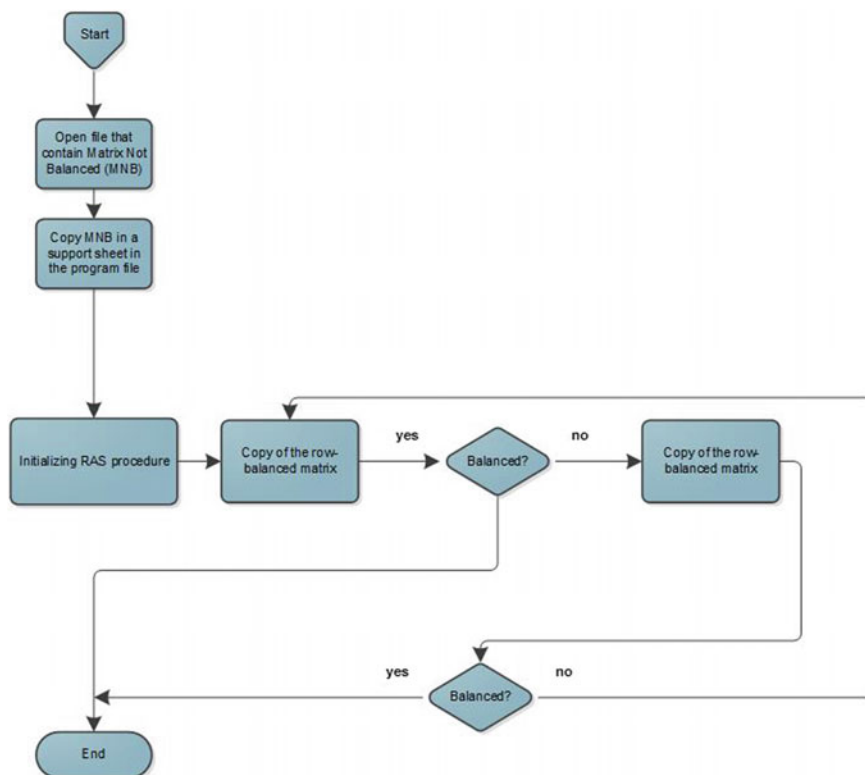 Start
Open file that
contain Matrix Not
Balanced (MNB)
Copy MNB in a
support sheet in
the program file
Initializing RAS procedure
Copy of the row-
balanced matrix
yes
Balanced?
no
Copy of the row-
balanced matrix
yes
Balanced?
no
End